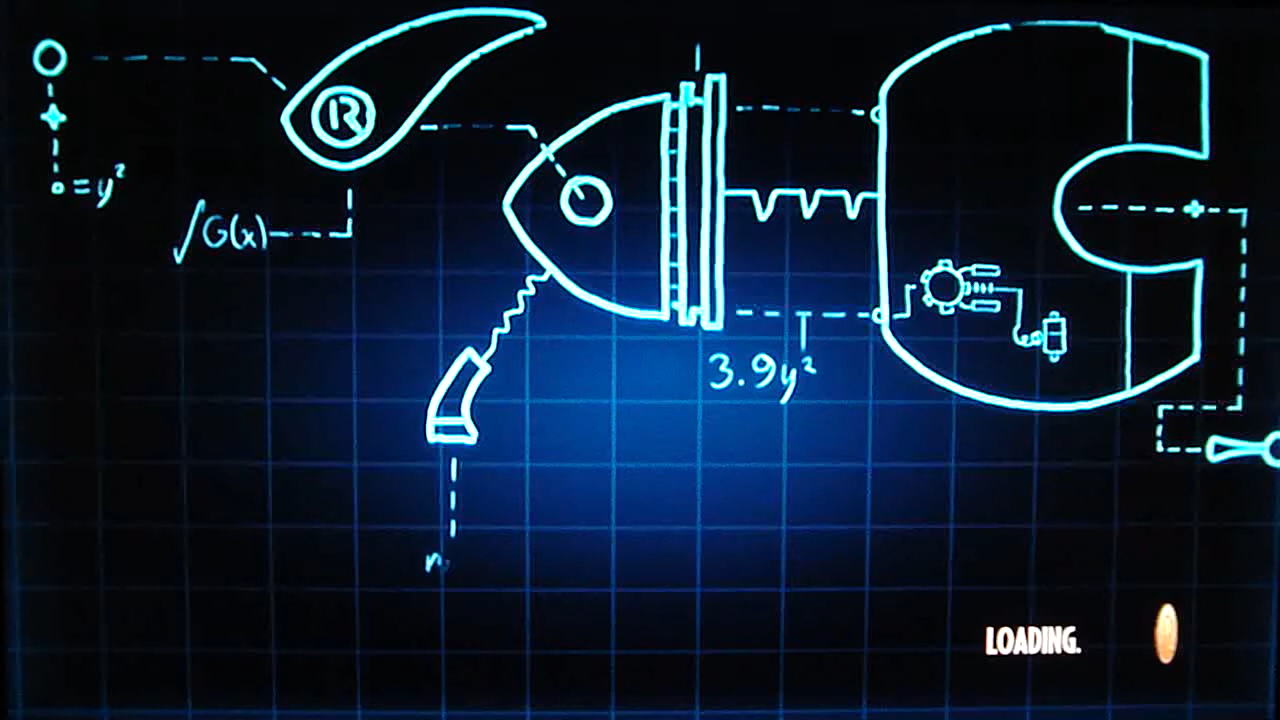 R
o = y²
√G(x)
3.9y²
LOADING.